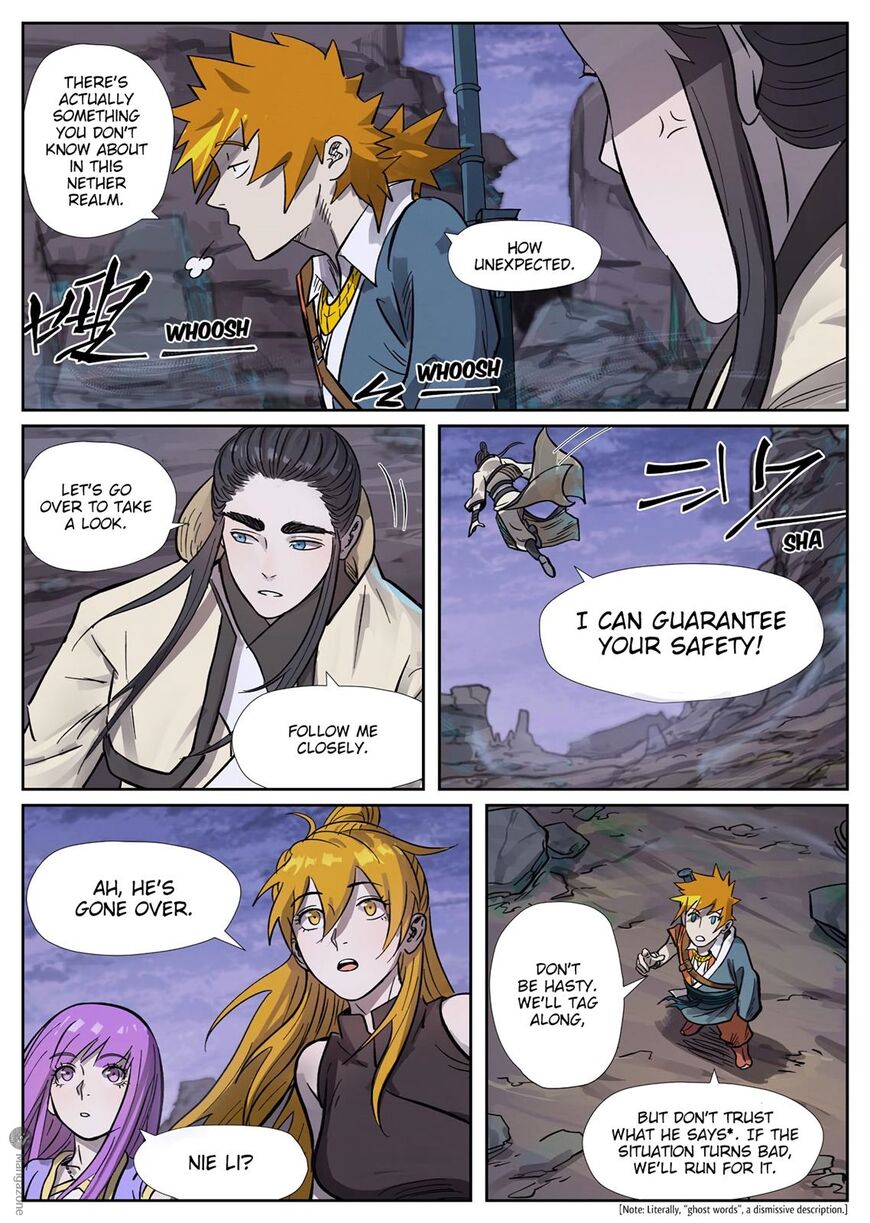 THERE'S
ACTUALLY
SOMETHING
YOU DON'T
KNOW ABOUT
IN THIS
NETHER
REALM.
HOW
UNEXPECTED.
WHOOSH
WHOOSH
LET'S GO
OVER TO TAKE
A LOOK.
FOLLOW ME
CLOSELY.
SHA
I CAN GUARANTEE
YOUR SAFETY!
AH, HE'S
GONE OVER.
NIE LI?
DON'T
BE HASTY.
WE'LL TAG
ALONG,
BUT DON'T TRUST
WHAT HE SAYS*. IF THE
SITUATION TURNS BAD,
WE'LL RUN FOR IT.
[Note: Literally, "ghost words", a dismissive description.]
Mangazone